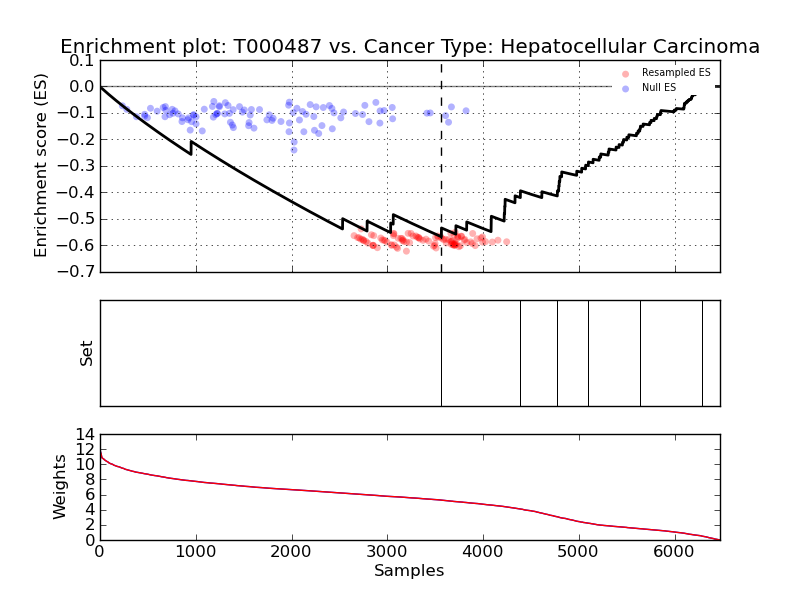 Enrichment plot: T000487 vs. Cancer Type: Hepatocellular Carcinoma
Enrichment score (ES)
0.1
0.0
−0.1
−0.2
−0.3
−0.4
−0.5
−0.6
−0.7
Resampled ES
Null ES
Set
Weights
14
12
10
8
6
4
2
0
0 1000 2000 3000 4000 5000 6000
Samples